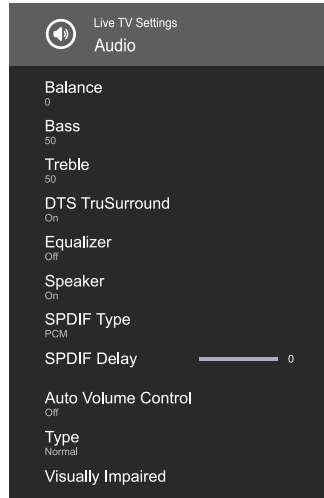 Live TV Settings
Audio
Balance
0
Bass
50
Treble
50
DTS TruSurround
On
Equalizer
Off
Speaker
On
SPDIF Type
PCM
SPDIF Delay 0
Auto Volume Control
Off
Type
Normal
Visually Impaired